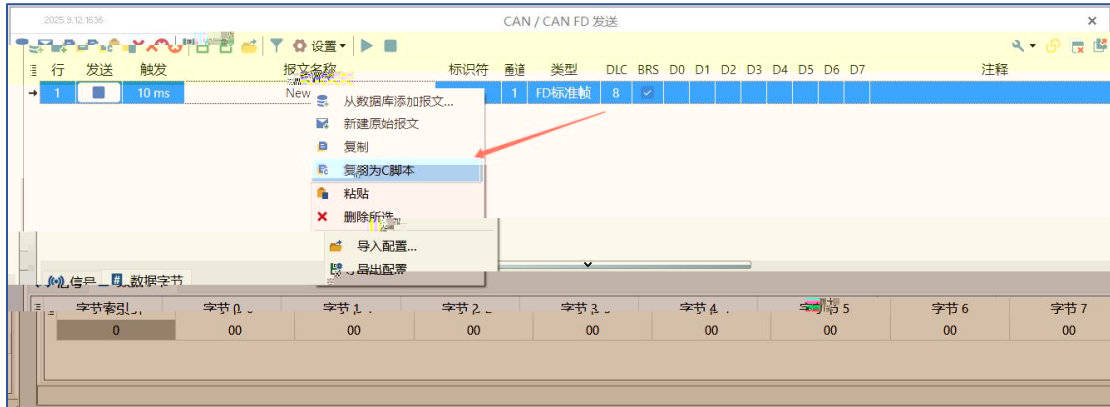 2025.9.12.1636
CAN / CAN FD 发送
设置
行 发送 触发 报文名称 标识符 通道 类型 DLC BRS D0 D1 D2 D3 D4 D5 D6 D7 注释
1 10 ms New 1 FD标准帧 8
从数据库添加报文...
新建原始报文
复制
复制为C脚本
粘贴
删除所选
导入配置...
导出配置
信号 数据字节
字节索引 字节 0 字节 1 字节 2 字节 3 字节 4 字节 5 字节 6 字节 7
0 00 00 00 00 00 00 00 00